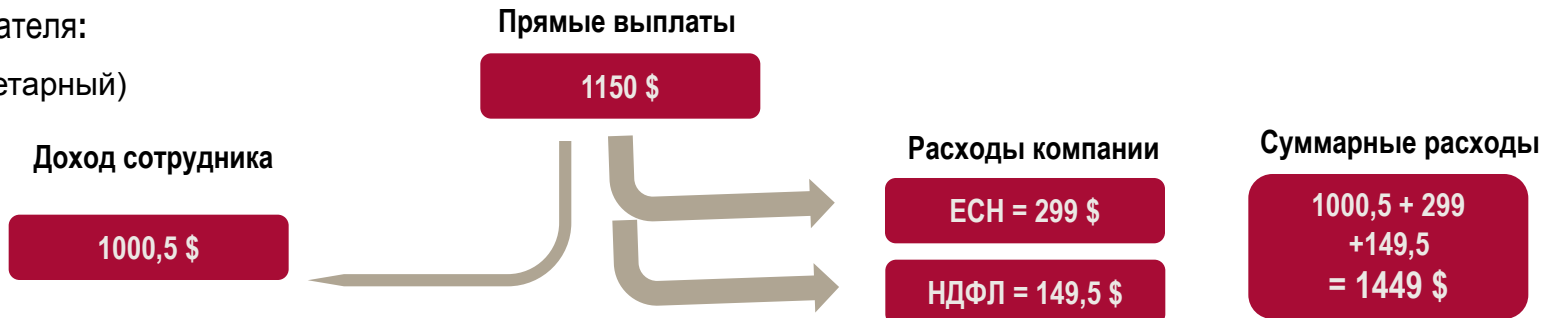 Прямые выплаты
ателя:
1150 $
етарный)
Доход сотрудника
Расходы компании
Суммарные расходы
1000,5 $
ЕСН = 299 $
НДФЛ = 149,5 $
1000,5 + 299
+149,5
= 1449 $